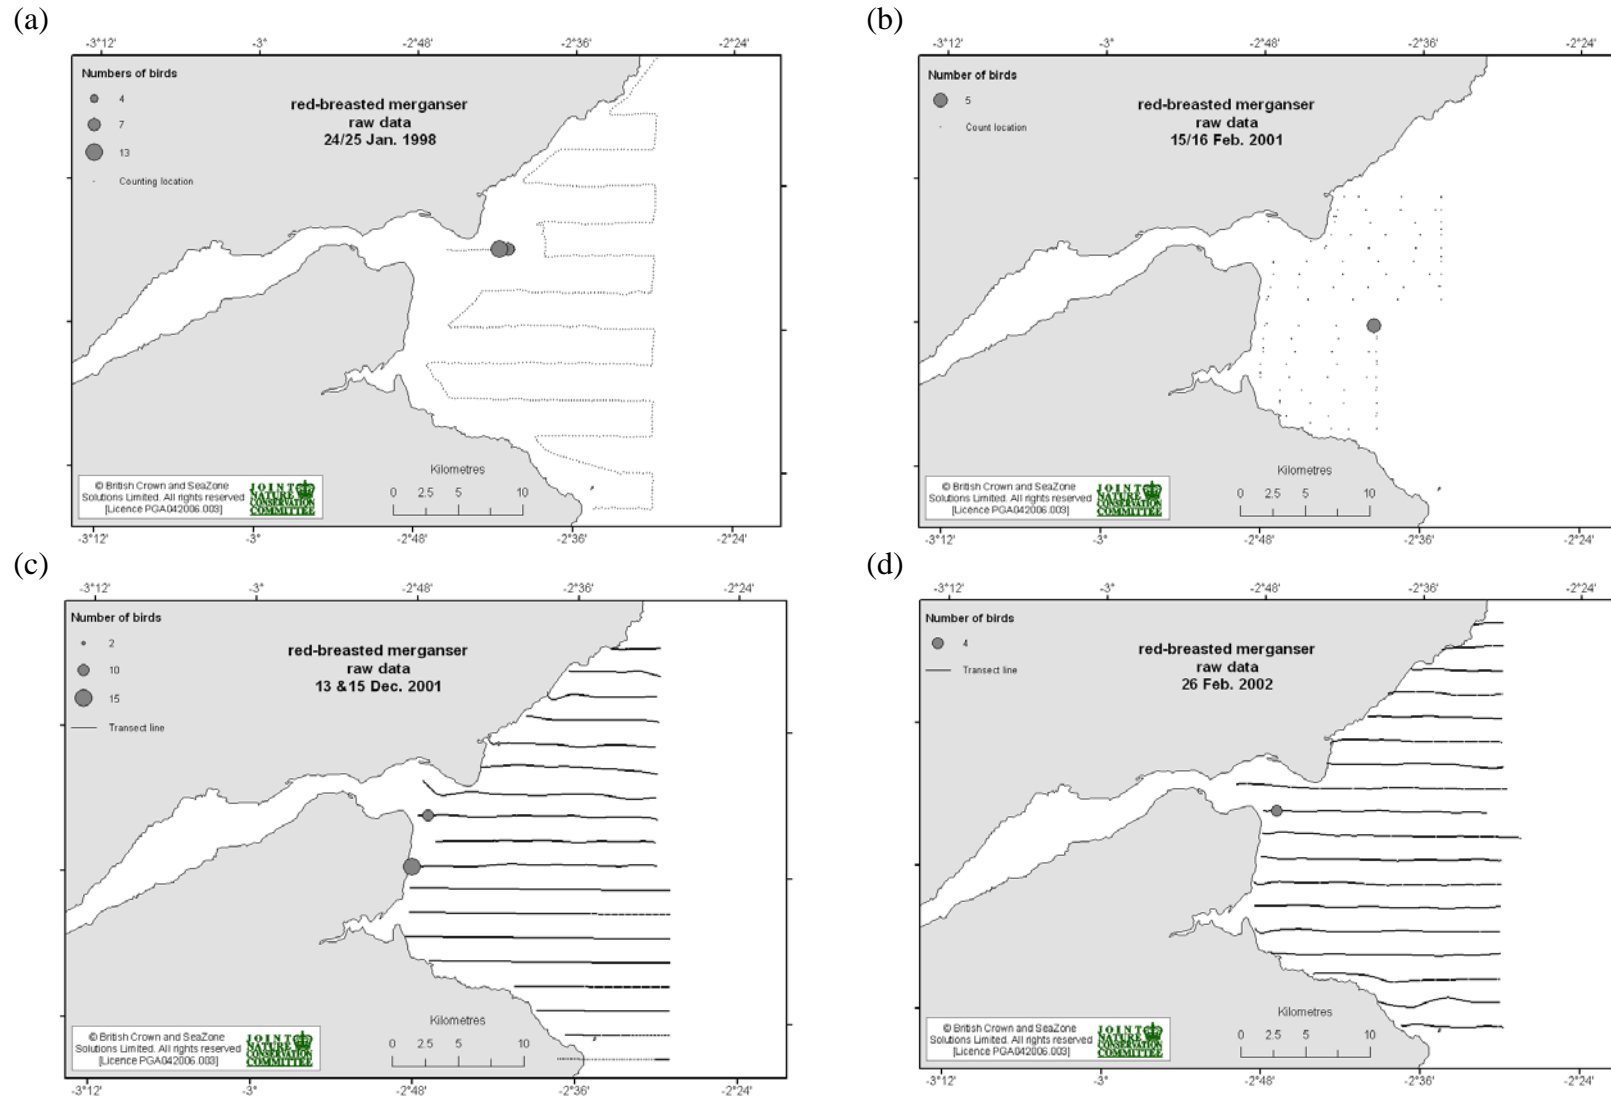 (a)
-3°12'
-3°
-2°48'
-2°36'
-2°24'
Numbers of birds
4
7
13
Counting location
red-breasted merganser
raw data
24/25 Jan. 1998
Kilometres
0 2.5 5 10
© British Crown and SeaZone
Solutions Limited. All rights reserved
[Licence PGA042006.003]
JOINT
NATURE
CONSERVATION
COMMITTEE
-3°12'
-3°
-2°48'
-2°36'
-2°24'
(b)
-3°12'
-3°
-2°48'
-2°36'
-2°24'
Number of birds
5
Count location
red-breasted merganser
raw data
15/16 Feb. 2001
Kilometres
0 2.5 5 10
© British Crown and SeaZone
Solutions Limited. All rights reserved
[Licence PGA042006.003]
JOINT
NATURE
CONSERVATION
COMMITTEE
-3°12'
-3°
-2°48'
-2°36'
-2°24'
(c)
-3°12'
-3°
-2°48'
-2°36'
-2°24'
Number of birds
2
10
15
Transect line
red-breasted merganser
raw data
13 &15 Dec. 2001
Kilometres
0 2.5 5 10
© British Crown and SeaZone
Solutions Limited. All rights reserved
[Licence PGA042006.003]
JOINT
NATURE
CONSERVATION
COMMITTEE
-3°12'
-3°
-2°48'
-2°36'
-2°24'
(d)
-3°12'
-3°
-2°48'
-2°36'
-2°24'
Number of birds
4
Transect line
red-breasted merganser
raw data
26 Feb. 2002
Kilometres
0 2.5 5 10
© British Crown and SeaZone
Solutions Limited. All rights reserved
[Licence PGA042006.003]
JOINT
NATURE
CONSERVATION
COMMITTEE
-3°12'
-3°
-2°48'
-2°36'
-2°24'